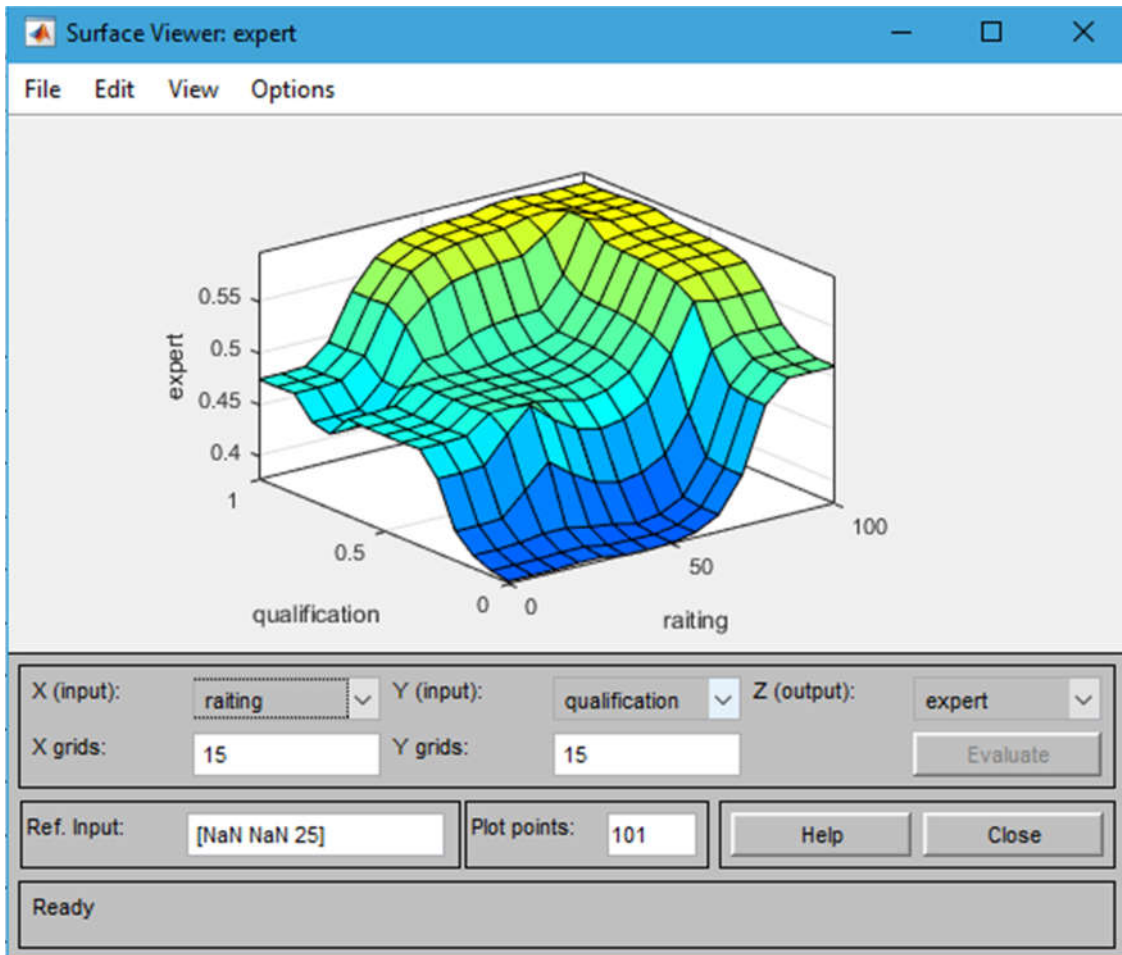 Surface Viewer: expert
File Edit View Options
0.55
0.5
0.45
0.4
expert
1
0.5
0
qualification
0
50
100
raiting
X (input): raiting Y (input): qualification Z (output): expert
X grids: 15 Y grids: 15 Evaluate
Ref. Input: [NaN NaN 25] Plot points: 101 Help Close
Ready